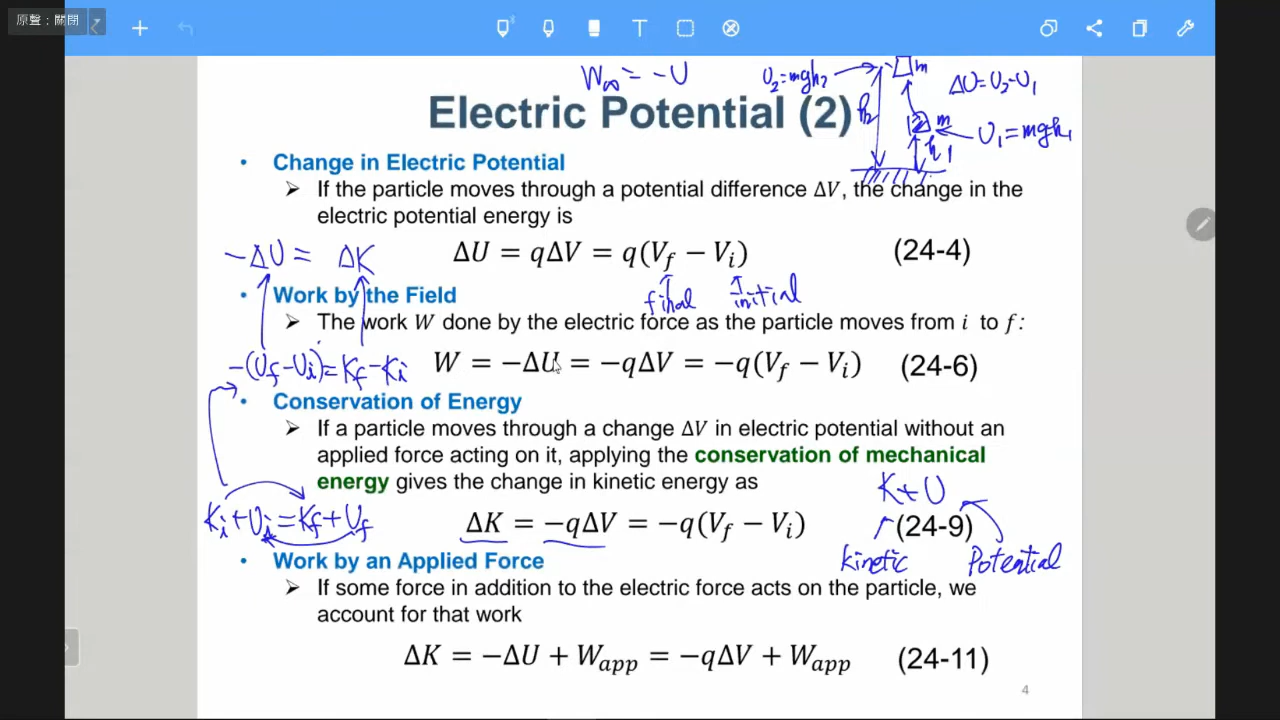 原聲：關閉
W∞ = -U
U₂=mgh₂
m
ΔU=U₂-U₁
h₂
m
U₁=mgh₁
h₁
Electric Potential (2)
• Change in Electric Potential
➢ If the particle moves through a potential difference Δ𝑉, the change in the
electric potential energy is
-ΔU = ΔK
Δ𝑈 = 𝑞Δ𝑉 = 𝑞(𝑉_f − 𝑉_i) (24-4)
final initial
• Work by the Field
➢ The work 𝑊 done by the electric force as the particle moves from 𝑖 to 𝑓:
-(U_f-U_i)=K_f-K_i
𝑊 = −Δ𝑈 = −𝑞Δ𝑉 = −𝑞(𝑉_f − 𝑉_i) (24-6)
• Conservation of Energy
➢ If a particle moves through a change Δ𝑉 in electric potential without an
applied force acting on it, applying the conservation of mechanical
energy gives the change in kinetic energy as
K+U
K_i+U_i=K_f+U_f
Δ𝐾 = −𝑞Δ𝑉 = −𝑞(𝑉_f − 𝑉_i) (24-9)
kinetic Potential
• Work by an Applied Force
➢ If some force in addition to the electric force acts on the particle, we
account for that work
Δ𝐾 = −Δ𝑈 + 𝑊_app = −𝑞Δ𝑉 + 𝑊_app (24-11)
4